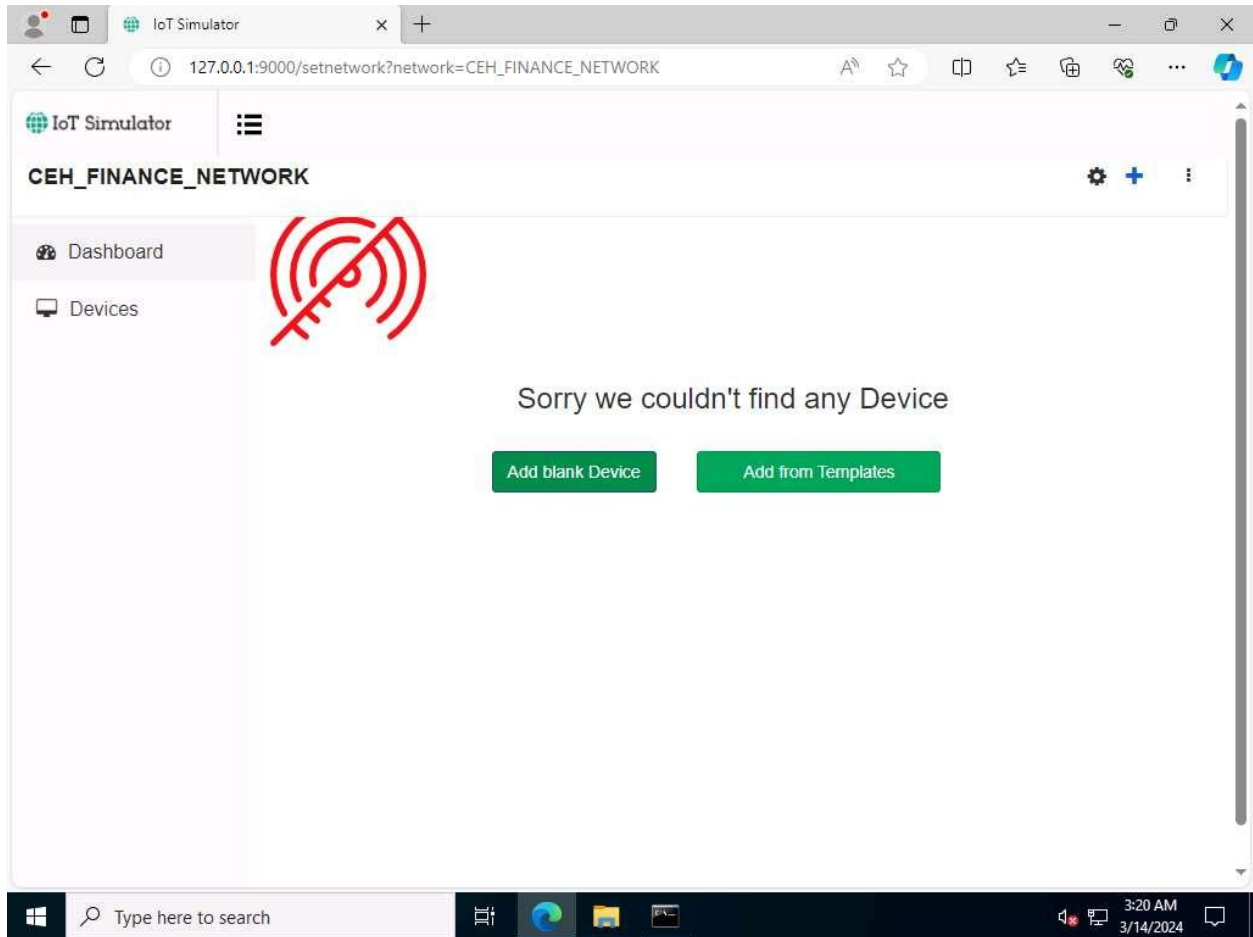 IoT Simulator
127.0.0.1:9000/setnetwork?network=CEH_FINANCE_NETWORK
IoT Simulator
CEH_FINANCE_NETWORK
Dashboard
Devices
Sorry we couldn't find any Device
Add blank Device
Add from Templates
Type here to search
3:20 AM
3/14/2024